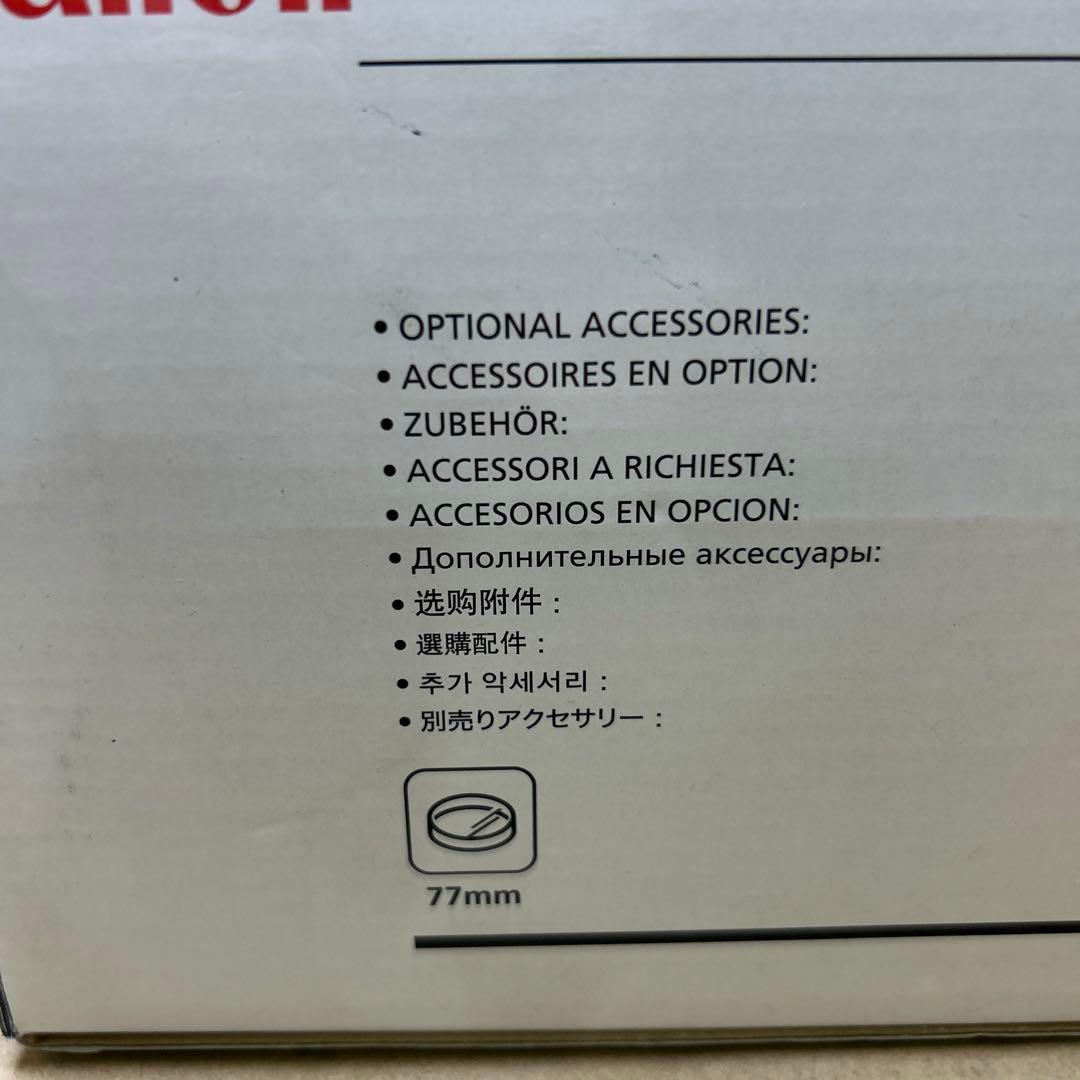 • OPTIONAL ACCESSORIES:
• ACCESSOIRES EN OPTION:
• ZUBEHÖR:
• ACCESSORI A RICHIESTA:
• ACCESORIOS EN OPCION:
• Дополнительные аксессуары:
• 选购附件：
• 選購配件：
• 추가 악세서리 :
• 別売りアクセサリー：
77mm